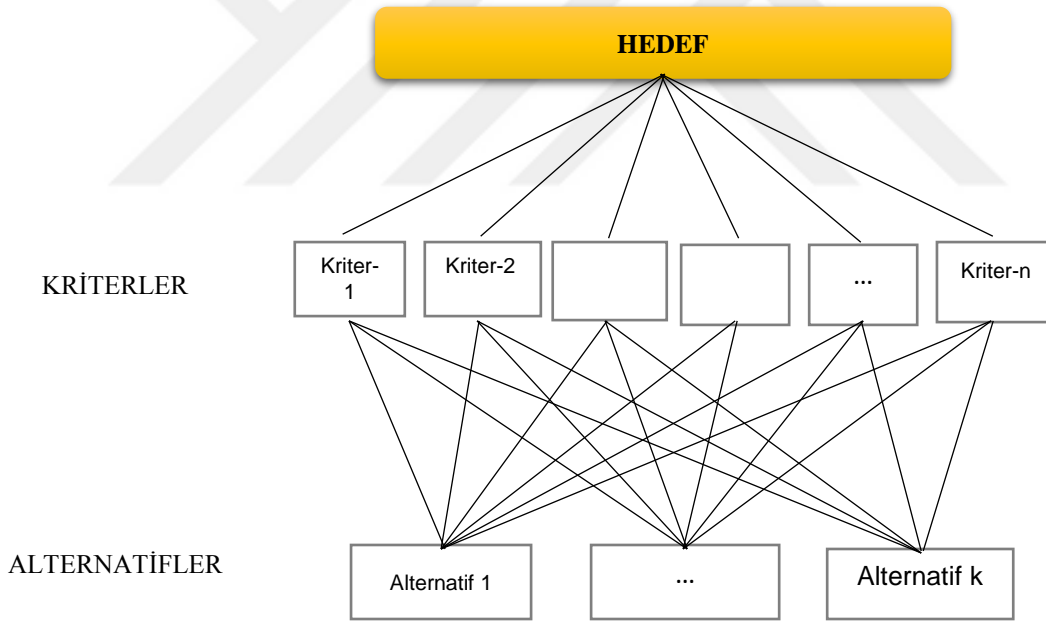 HEDEF
KRİTERLER
Kriter-
1
Kriter-2
...
Kriter-n
ALTERNATİFLER
Alternatif 1
...
Alternatif k